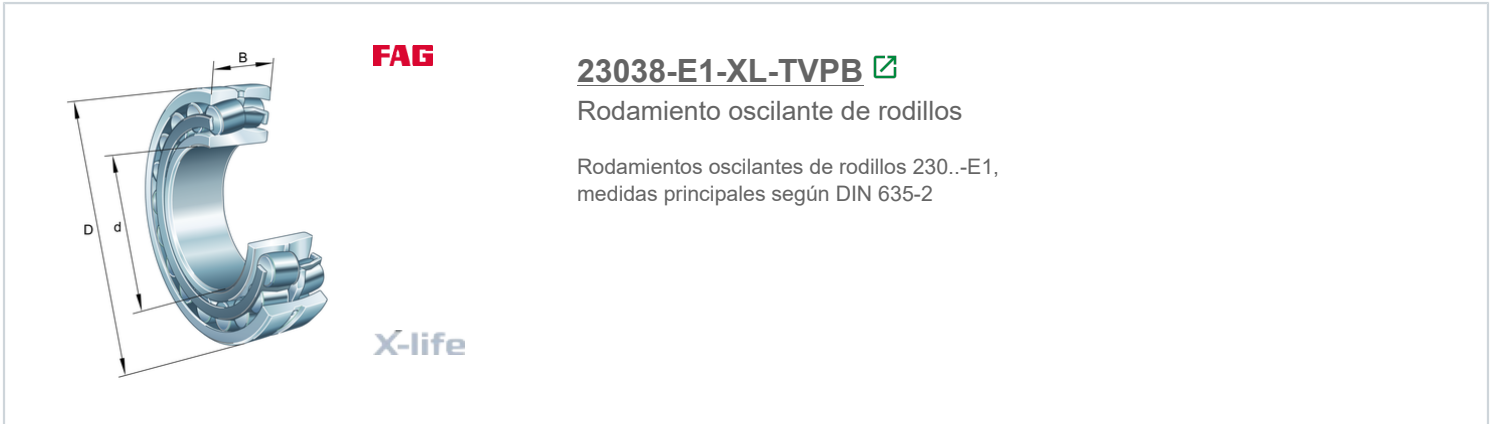 B
D
d
FAG
X-life
23038-E1-XL-TVPB
Rodamiento oscilante de rodillos
Rodamientos oscilantes de rodillos 230..-E1,
medidas principales según DIN 635-2